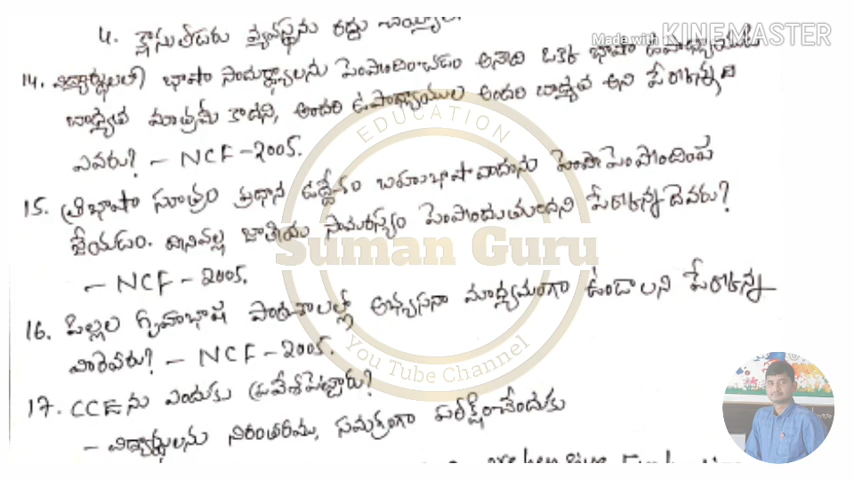 4. క్లాసులీడరు వ్యవస్థను రద్దు చేయ్యాలి.
Made with KINEMASTER
14. విద్యార్థులలో భాషా సామర్థ్యాలను పెంపొందించడం అనేది ఒకరి భాషా ఉపాధ్యాయుడి
బాధ్యత మాత్రమే కాదని, అందరి ఉపాధ్యాయుల అందరి బాధ్యత అని పేర్కొన్నది
ఎవరు? – NCF-2005.
15. త్రిభాషా సూత్రం ప్రధాన ఉద్దేశం బహుభాషావాదాను పెంపొందింప
జేయడం. దీనివల్ల జాతీయ సామరస్యం పెంపొందుతుందని పేర్కొన్నదెవరు?
– NCF-2005.
16. పిల్లల గృహభాష పాఠశాలల్లో అభ్యసనా మాధ్యమంగా ఉండాలని పేర్కొన్న
వారెవరు? – NCF-2005.
17. CCE ను ఎందుకు ప్రవేశపెట్టారు?
– విద్యార్థులను నిరంతరము, సమగ్రంగా పరీక్షించేందుకు
EDUCATION
Suman Guru
You Tube Channel